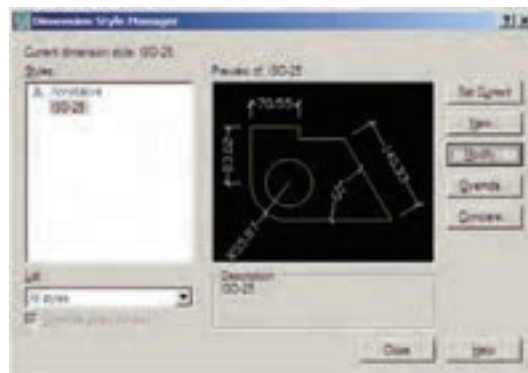 Dimension Style Manager
Current dimension style: ISO-25
Styles:
Annotative
ISO-25
Preview of: ISO-25
Set Current
New...
Modify...
Override...
Compare...
List:
All styles
Description
ISO-25
Close
Help